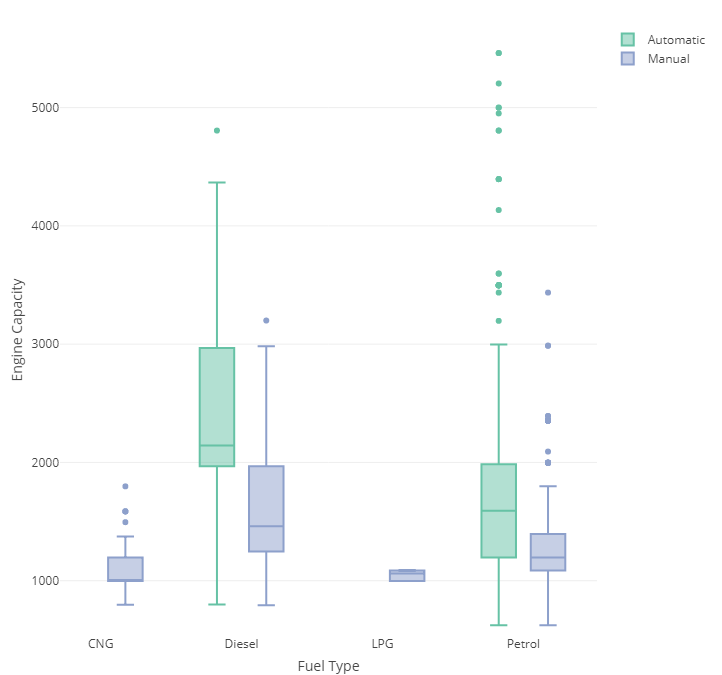 Automatic
Manual
5000
4000
3000
2000
1000
Engine Capacity
CNG
Diesel
LPG
Petrol
Fuel Type